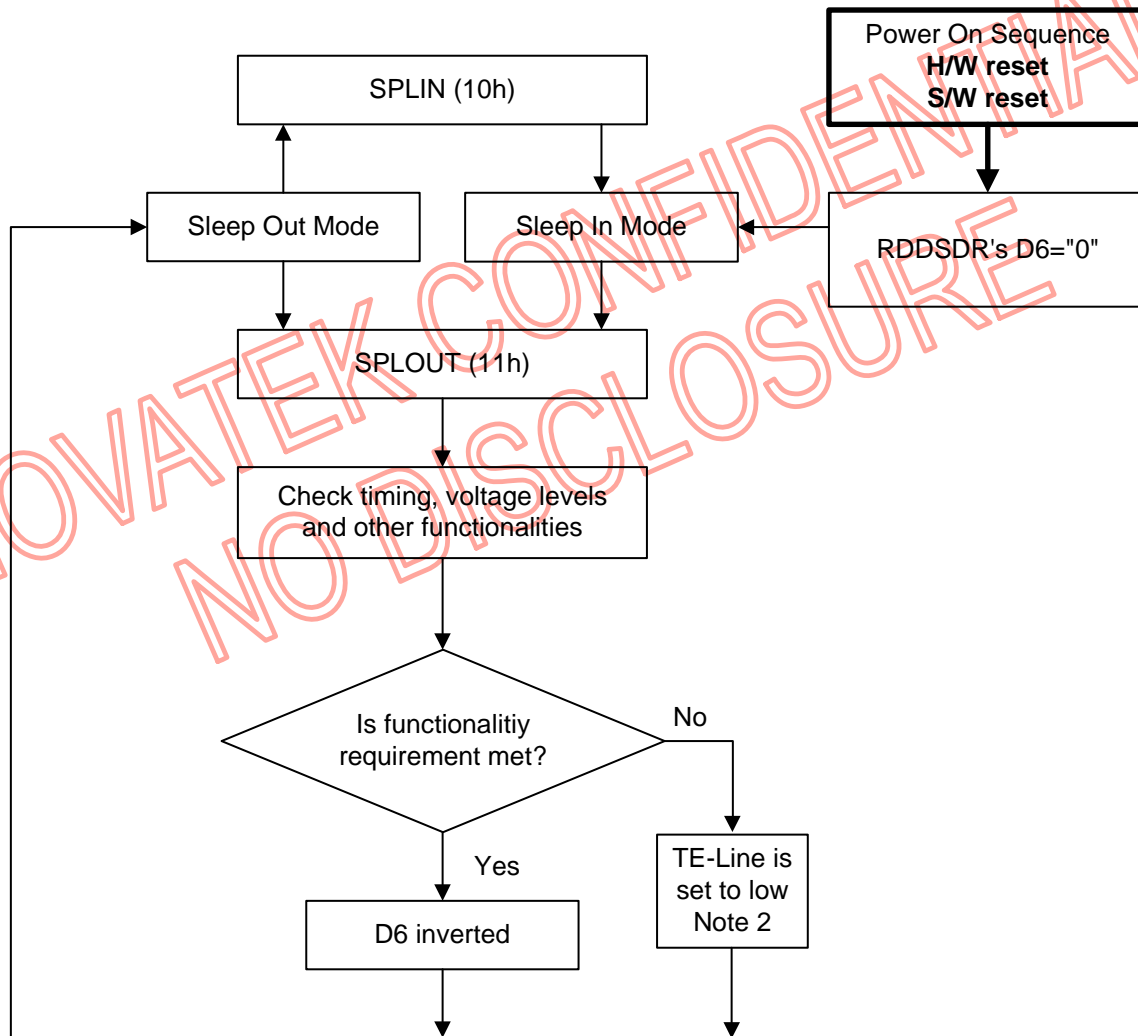 Power On Sequence
H/W reset
S/W reset
SPLIN (10h)
Sleep Out Mode
Sleep In Mode
RDDSDR's D6="0"
SPLOUT (11h)
Check timing, voltage levels
and other functionalities
Is functionalitiy
requirement met?
No
Yes
TE-Line is
set to low
Note 2
D6 inverted
NOVATEK CONFIDENTIAL
NO DISCLOSURE